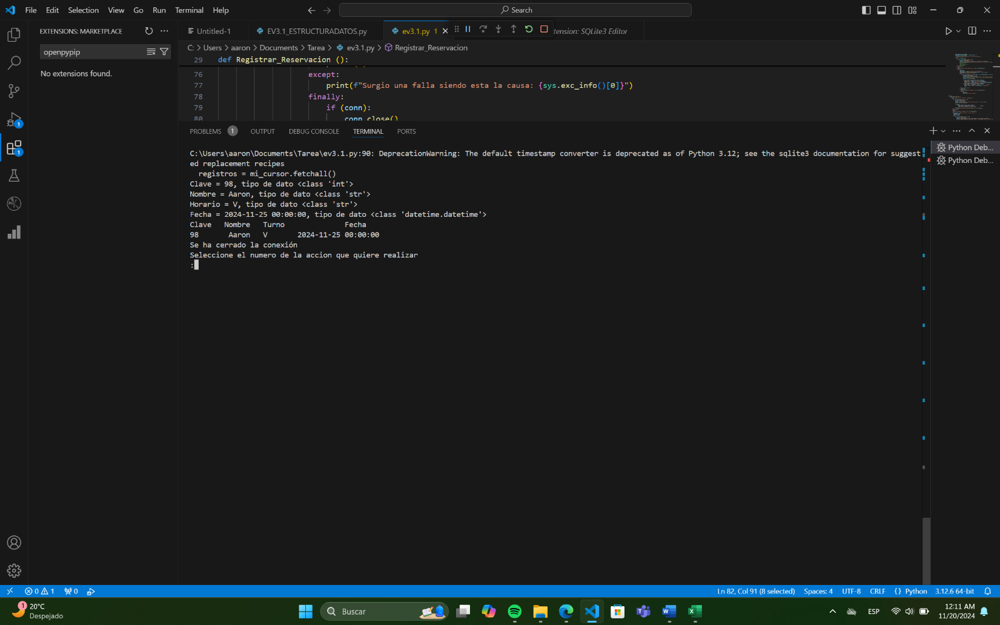 File Edit Selection View Go Run Terminal Help
Search
EXTENSIONS: MARKETPLACE
openpypip
No extensions found.
1
1
Untitled-1
EV3.1_ESTRUCTURADATOS.py
ev3.1.py 1
tension: SQLite3 Editor
C: > Users > aaron > Documents > Tarea > ev3.1.py > Registrar_Reservacion
29 def Registrar_Reservacion ():
76 except:
77 print(f"Surgio una falla siendo esta la causa: {sys.exc_info()[0]}")
78 finally:
79 if (conn):
80 conn.close()
PROBLEMS 1 OUTPUT DEBUG CONSOLE TERMINAL PORTS
C:\Users\aaron\Documents\Tarea\ev3.1.py:90: DeprecationWarning: The default timestamp converter is deprecated as of Python 3.12; see the sqlite3 documentation for suggest
ed replacement recipes
registros = mi_cursor.fetchall()
Clave = 98, tipo de dato <class 'int'>
Nombre = Aaron, tipo de dato <class 'str'>
Horario = V, tipo de dato <class 'str'>
Fecha = 2024-11-25 00:00:00, tipo de dato <class 'datetime.datetime'>
Clave Nombre Turno Fecha
98 Aaron V 2024-11-25 00:00:00
Se ha cerrado la conexión
Seleccione el numero de la accion que quiere realizar
:
Python Deb...
Python Deb...
0 1 0
Ln 82, Col 91 (8 selected) Spaces: 4 UTF-8 CRLF {} Python 3.12.6 64-bit
1
20°C
Despejado
Buscar
ESP
12:11 AM
11/20/2024